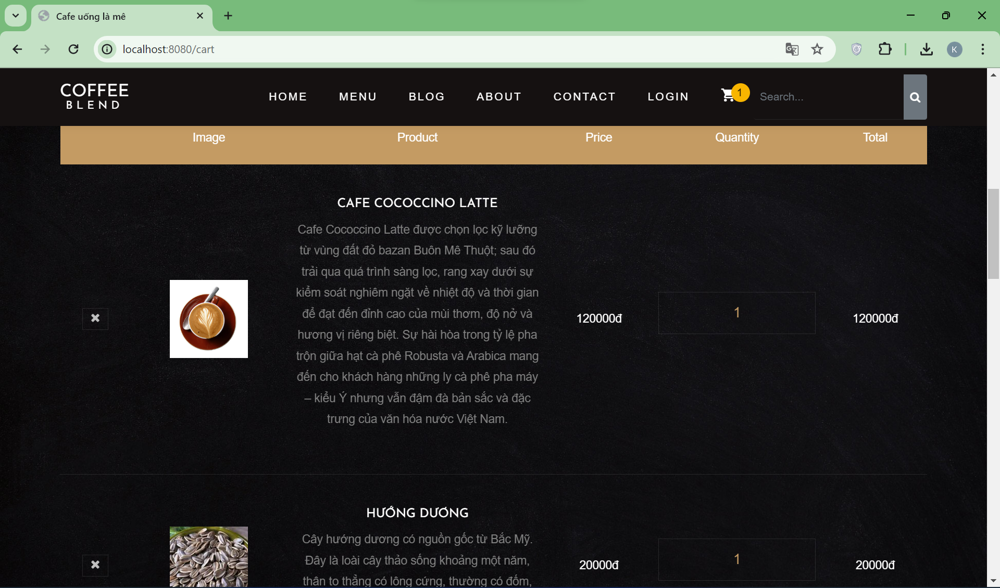 Cafe uống là mê
localhost:8080/cart
K
COFFEE
BLEND
HOME MENU BLOG ABOUT CONTACT LOGIN 1 Search...
Image Product Price Quantity Total
CAFE COCOCCINO LATTE
Cafe Cococcino Latte được chọn lọc kỹ lưỡng
từ vùng đất đỏ bazan Buôn Mê Thuột; sau đó
trải qua quá trình sàng lọc, rang xay dưới sự
kiểm soát nghiêm ngặt về nhiệt độ và thời gian
để đạt đến đỉnh cao của mùi thơm, độ nở và
hương vị riêng biệt. Sự hài hòa trong tỷ lệ pha
trộn giữa hạt cà phê Robusta và Arabica mang
đến cho khách hàng những ly cà phê pha máy
– kiểu Ý nhưng vẫn đậm đà bản sắc và đặc
trưng của văn hóa nước Việt Nam.
120000đ 1 120000đ
HƯỚNG DƯƠNG
Cây hướng dương có nguồn gốc từ Bắc Mỹ.
Đây là loài cây thảo sống khoảng một năm,
thân to thẳng có lông cứng, thường có đốm,
20000đ 1 20000đ